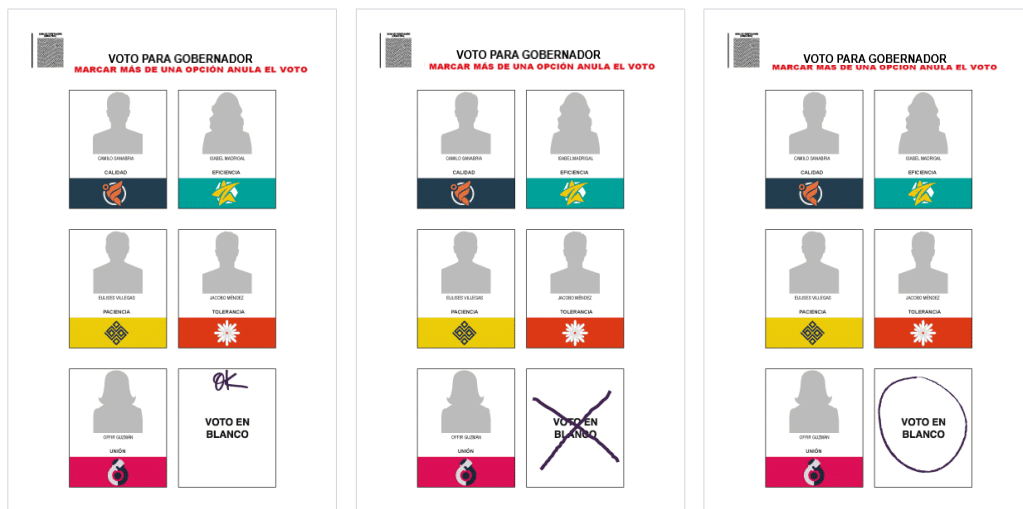 VOTO PARA GOBERNADOR
MARCAR MÁS DE UNA OPCIÓN ANULA EL VOTO
CAMILO SANABRIA
ISABEL MADRIGAL
CALIDAD
EFICIENCIA
EULISES VILLEGAS
JACOBO MÉNDEZ
PACIENCIA
TOLERANCIA
OK
VOTO EN
BLANCO
OFFIR GUZMÁN
UNIÓN
VOTO PARA GOBERNADOR
MARCAR MÁS DE UNA OPCIÓN ANULA EL VOTO
CAMILO SANABRIA
ISABEL MADRIGAL
CALIDAD
EFICIENCIA
EULISES VILLEGAS
JACOBO MÉNDEZ
PACIENCIA
TOLERANCIA
VOTO EN
BLANCO
OFFIR GUZMÁN
UNIÓN
VOTO PARA GOBERNADOR
MARCAR MÁS DE UNA OPCIÓN ANULA EL VOTO
CAMILO SANABRIA
ISABEL MADRIGAL
CALIDAD
EFICIENCIA
EULISES VILLEGAS
JACOBO MÉNDEZ
PACIENCIA
TOLERANCIA
VOTO EN
BLANCO
OFFIR GUZMÁN
UNIÓN